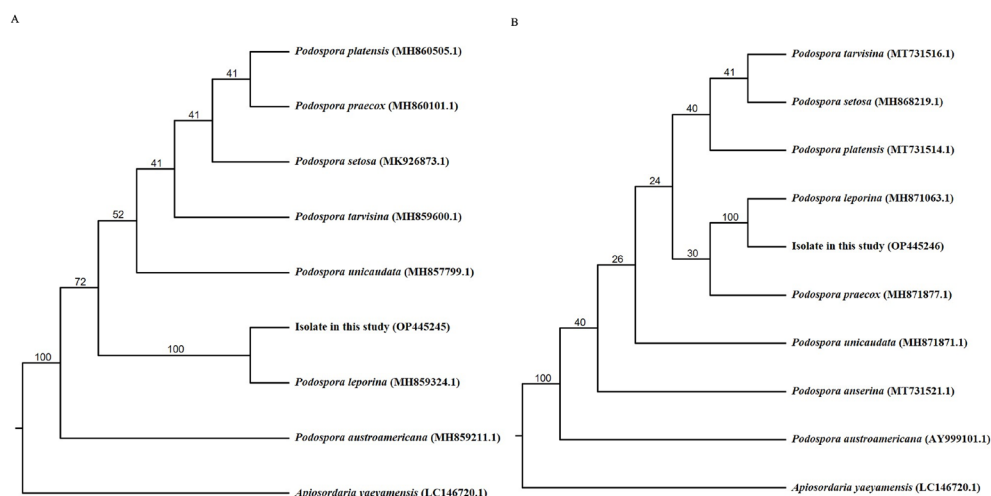 A
Podospora platensis (MH860505.1)
41
Podospora praecox (MH860101.1)
41
Podospora setosa (MK926873.1)
41
Podospora tarvisina (MH859600.1)
52
Podospora unicaudata (MH857799.1)
72
Isolate in this study (OP445245)
100
Podospora leporina (MH859324.1)
100
Podospora austroamericana (MH859211.1)
Apiosordaria yaeyamensis (LC146720.1)
B
Podospora tarvisina (MT731516.1)
41
Podospora setosa (MH868219.1)
40
Podospora platensis (MT731514.1)
24
Podospora leporina (MH871063.1)
100
Isolate in this study (OP445246)
30
Podospora praecox (MH871877.1)
26
Podospora unicaudata (MH871871.1)
40
Podospora anserina (MT731521.1)
100
Podospora austroamericana (AY999101.1)
Apiosordaria yaeyamensis (LC146720.1)